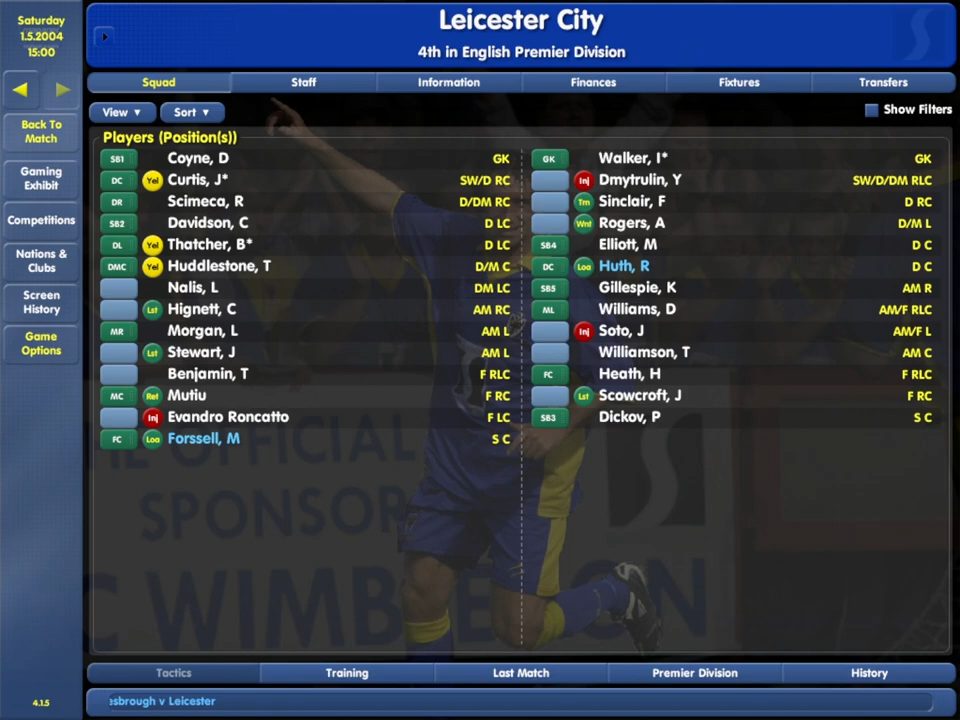 Saturday
1.5.2004
15:00
Leicester City
4th in English Premier Division
Squad Staff Information Finances Fixtures Transfers
View ▼ Sort ▼ Show Filters
Back To
Match
Gaming
Exhibit
Competitions
Nations &
Clubs
Screen
History
Game
Options
Players (Position(s))
SB1 Coyne, D GK
DC Yel Curtis, J* SW/D RC
DR Scimeca, R D/DM RC
SB2 Davidson, C D LC
DL Yel Thatcher, B* D LC
DMC Yel Huddlestone, T D/M C
Nalis, L DM LC
Lst Hignett, C AM RC
MR Morgan, L AM L
Lst Stewart, J AM L
Benjamin, T F RLC
MC Ret Mutiu F RC
Inj Evandro Roncatto F LC
FC Loa Forssell, M S C
GK Walker, I* GK
Inj Dmytrulin, Y SW/D/DM RLC
Trn Sinclair, F D RC
Wnt Rogers, A D/M L
SB4 Elliott, M D C
DC Loa Huth, R D C
SB5 Gillespie, K AM R
ML Williams, D AM/F RLC
Inj Soto, J AM/F L
Williamson, T AM C
FC Heath, H F RLC
Lst Scowcroft, J F RC
SB3 Dickov, P S C
OFFICIAL
SPONSOR
C WIMBLEDON
Tactics Training Last Match Premier Division History
4.1.5
esbrough v Leicester